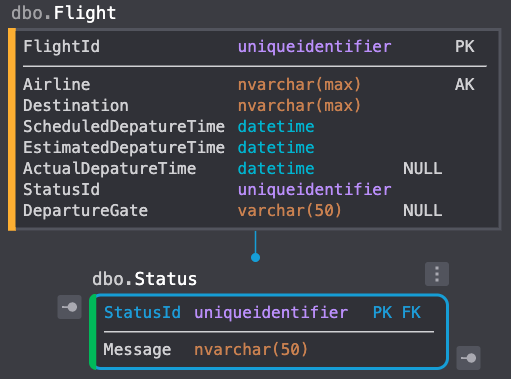 dbo.Flight
FlightId uniqueidentifier PK
Airline nvarchar(max) AK
Destination nvarchar(max)
ScheduledDepatureTime datetime
EstimatedDepatureTime datetime
ActualDepatureTime datetime NULL
StatusId uniqueidentifier
DepartureGate varchar(50) NULL
dbo.Status
StatusId uniqueidentifier PK FK
Message nvarchar(50)